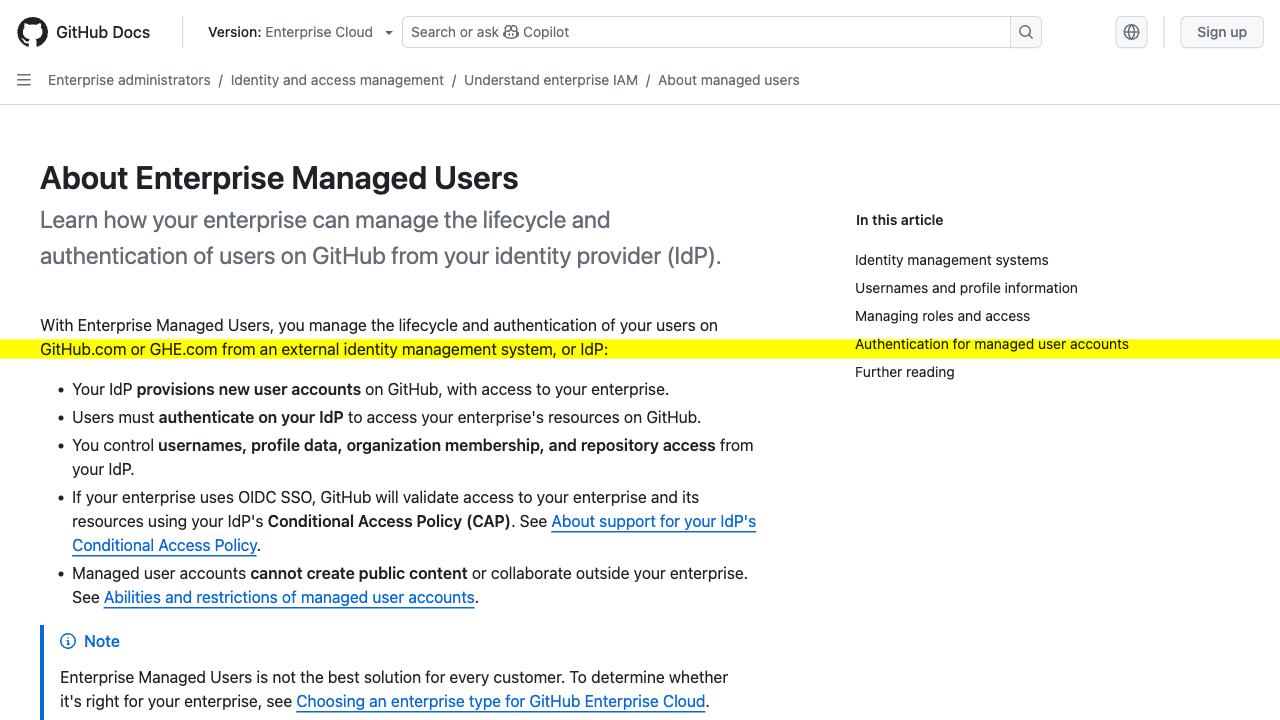 GitHub Docs
Version: Enterprise Cloud
Search or ask Copilot
Sign up
Enterprise administrators / Identity and access management / Understand enterprise IAM / About managed users
About Enterprise Managed Users
Learn how your enterprise can manage the lifecycle and
authentication of users on GitHub from your identity provider (IdP).
With Enterprise Managed Users, you manage the lifecycle and authentication of your users on
GitHub.com or GHE.com from an external identity management system, or IdP:
• Your IdP provisions new user accounts on GitHub, with access to your enterprise.
• Users must authenticate on your IdP to access your enterprise's resources on GitHub.
• You control usernames, profile data, organization membership, and repository access from
your IdP.
• If your enterprise uses OIDC SSO, GitHub will validate access to your enterprise and its
resources using your IdP's Conditional Access Policy (CAP). See About support for your IdP's
Conditional Access Policy.
• Managed user accounts cannot create public content or collaborate outside your enterprise.
See Abilities and restrictions of managed user accounts.
Note
Enterprise Managed Users is not the best solution for every customer. To determine whether
it's right for your enterprise, see Choosing an enterprise type for GitHub Enterprise Cloud.
In this article
Identity management systems
Usernames and profile information
Managing roles and access
Authentication for managed user accounts
Further reading